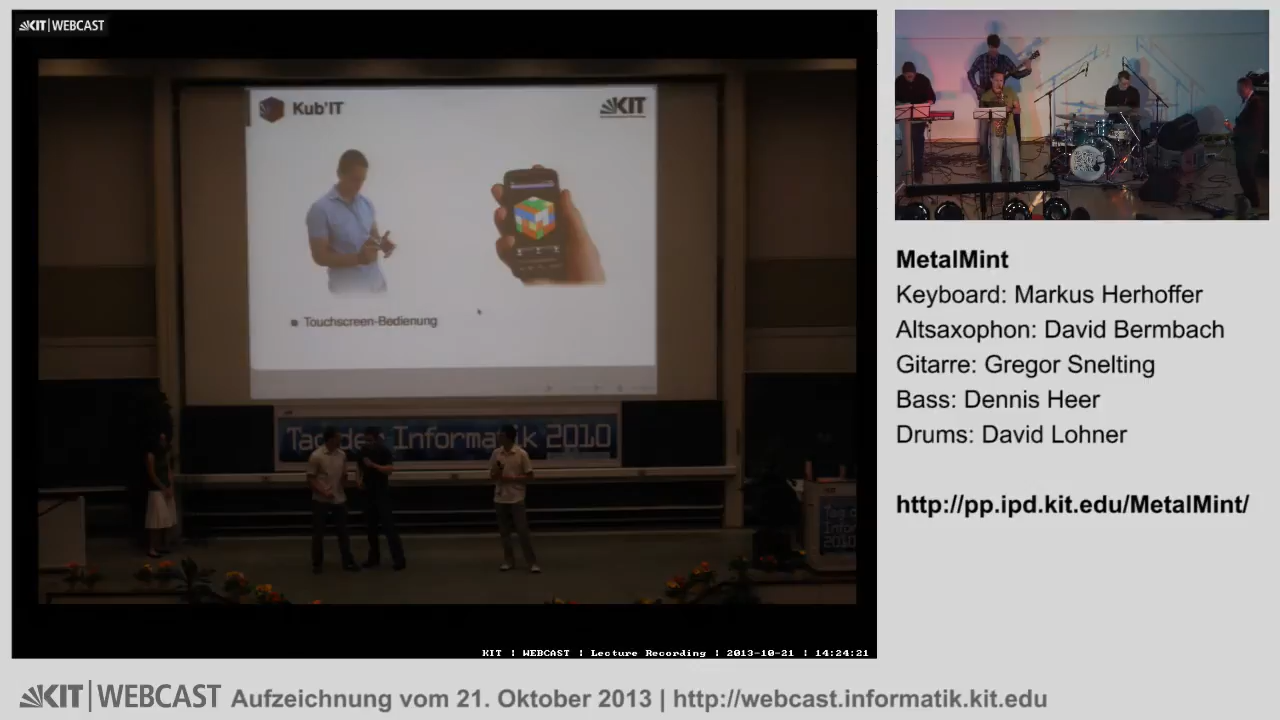 KIT | WEBCAST
Kub'IT
KIT
Touchscreen-Bedienung
Tag der Informatik 2010
KIT | WEBCAST | Lecture Recording | 2013-10-21 | 14:24:21
MetalMint
Keyboard: Markus Herhoffer
Altsaxophon: David Bermbach
Gitarre: Gregor Snelting
Bass: Dennis Heer
Drums: David Lohner
http://pp.ipd.kit.edu/MetalMint/
KIT | WEBCAST Aufzeichnung vom 21. Oktober 2013 | http://webcast.informatik.kit.edu